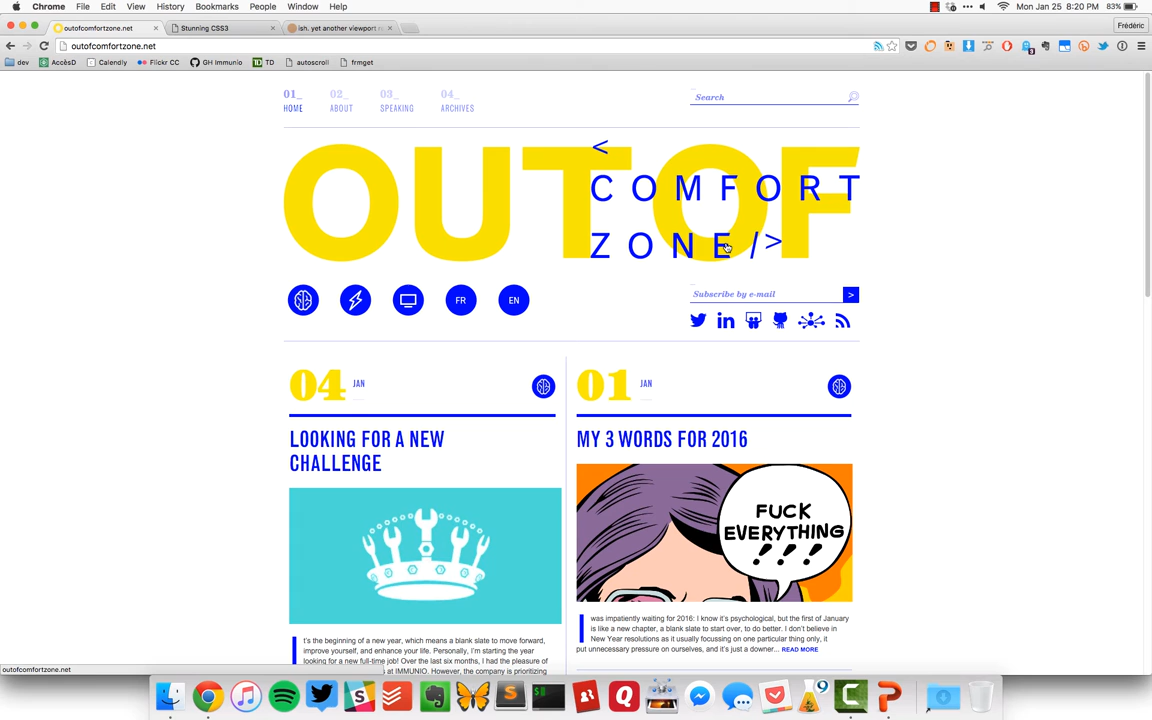 Chrome File Edit View History Bookmarks People Window Help
Mon Jan 25 8:20 PM 83%
outofcomfortzone.net
Stunning CSS3
ish. yet another viewport r
Frédéric
outofcomfortzone.net
dev AccèsD Calendly Flickr CC GH Immunio TD autoscroll frmget
01_ 02_ 03_ 04_
HOME ABOUT SPEAKING ARCHIVES
Search
OUT OF
<
COMFORT
ZONE/>
FR EN
Subscribe by e-mail >
04 JAN
LOOKING FOR A NEW
CHALLENGE
t's the beginning of a new year, which means a blank slate to move forward,
improve yourself, and enhance your life. Personally, I'm starting the year
looking for a new full-time job! Over the last six months, I had the pleasure of
s at IMMUNIO. However, the company is prioritizing
01 JAN
MY 3 WORDS FOR 2016
FUCK
EVERYTHING
!!!
I was impatiently waiting for 2016: I know it's psychological, but the first of January
is like a new chapter, a blank slate to start over, to do better. I don't believe in
New Year resolutions as it usually focussing on one particular thing only, it
put unnecessary pressure on ourselves, and it's just a downer... READ MORE
outofcomfortzone.net
9